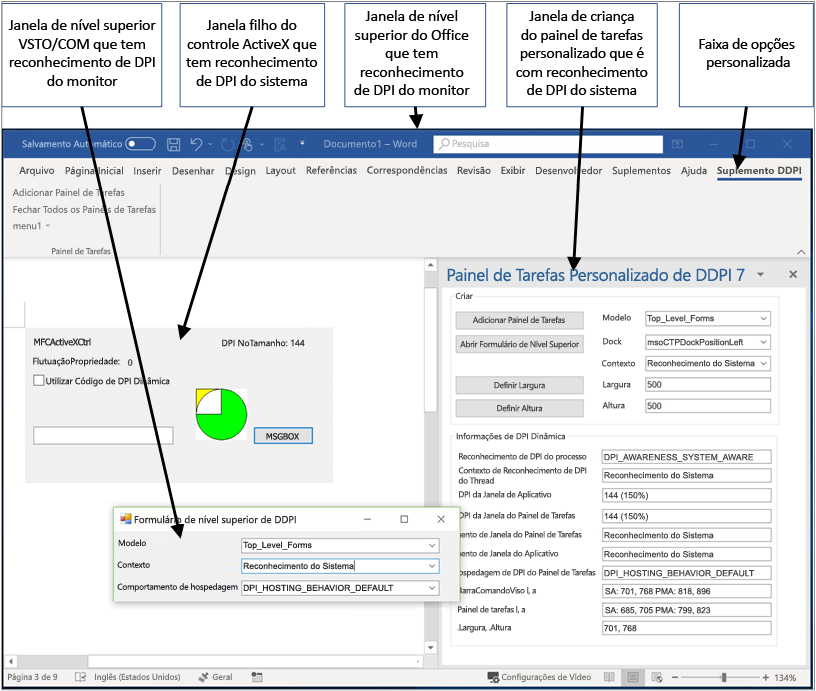 Janela de nível superior
VSTO/COM que tem
reconhecimento de DPI
do monitor
Janela filho do
controle ActiveX que
tem reconhecimento
de DPI do sistema
Janela de nível
superior do Office
que tem
reconhecimento
de DPI do monitor
Janela de criança
do painel de tarefas
personalizado que é
com reconhecimento
de DPI do sistema
Faixa de opções
personalizada
Salvamento Automático
Documento1 – Word
Pesquisa
Arquivo Página Inicial Inserir Desenhar Design Layout Referências Correspondências Revisão Exibir Desenvolvedor Suplementos Ajuda Suplemento DDPI
Adicionar Painel de Tarefas
Fechar Todos os Painéis de Tarefas
menu1
Painel de Tarefas
MFCActiveXCtrl
DPI NoTamanho: 144
FlutuaçãoPropriedade: 0
Utilizar Código de DPI Dinâmica
MSGBOX
Formulário de nível superior de DDPI
Modelo Top_Level_Forms
Contexto Reconhecimento do Sistema
Comportamento de hospedagem DPI_HOSTING_BEHAVIOR_DEFAULT
Painel de Tarefas Personalizado de DDPI 7
Criar
Adicionar Painel de Tarefas Modelo Top_Level_Forms
Abrir Formulário de Nível Superior Dock msoCTPDockPositionLeft
Contexto Reconhecimento do Sistema
Definir Largura Largura 500
Definir Altura Altura 500
Informações de DPI Dinâmica
Reconhecimento de DPI do processo DPI_AWARENESS_SYSTEM_AWARE
Contexto de Reconhecimento de DPI
do Thread Reconhecimento do Sistema
DPI da Janela de Aplicativo 144 (150%)
DPI da Janela do Painel de Tarefas 144 (150%)
mento de Janela do Painel de Tarefas Reconhecimento do Sistema
mento de Janela do Aplicativo Reconhecimento do Sistema
ospedagem de DPI do Painel de Tarefas DPI_HOSTING_BEHAVIOR_DEFAULT
BarraComandoViso l, a SA: 701, 768 PMA: 818, 896
Painel de tarefas l, a SA: 685, 705 PMA: 799, 823
.Largura, .Altura 701, 768
Página 3 de 9 Inglês (Estados Unidos) Geral Configurações de Vídeo 134%